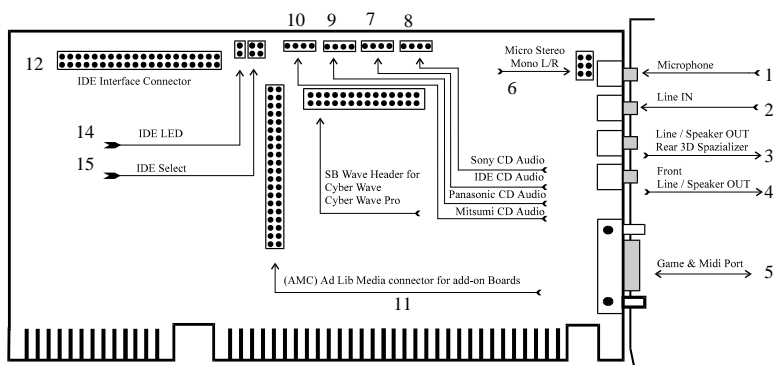 10 9 7 8
12
IDE Interface Connector
Micro Stereo
Mono L/R
6
Microphone
1
Line IN
2
14
IDE LED
15
IDE Select
Line / Speaker OUT
Rear 3D Spazializer
3
Front
Line / Speaker OUT
4
SB Wave Header for
Cyber Wave
Cyber Wave Pro
Sony CD Audio
IDE CD Audio
Panasonic CD Audio
Mitsumi CD Audio
Game & Midi Port
5
(AMC) Ad Lib Media connector for add-on Boards
11